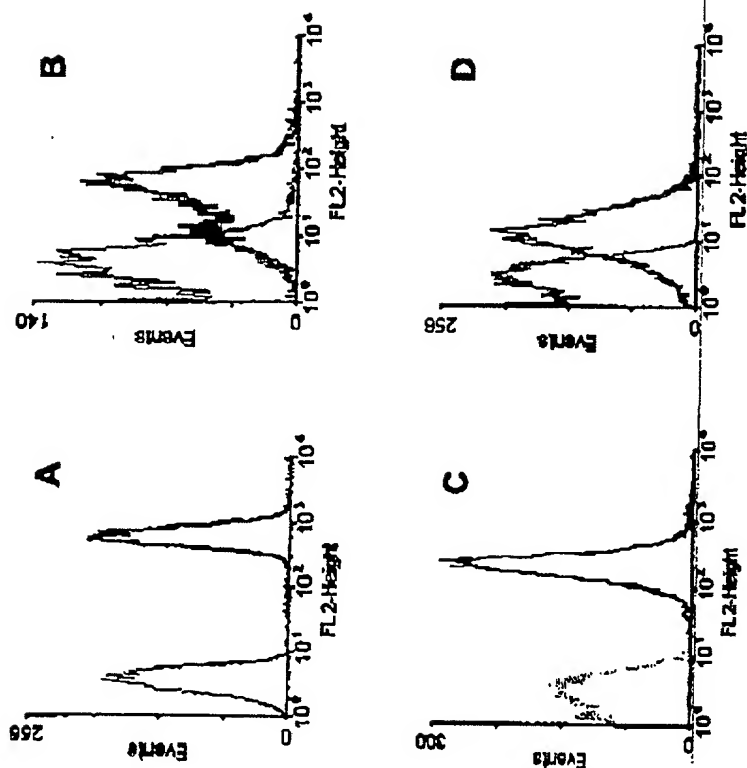 A
256
Events
0
10⁰ 10¹ 10² 10³ 10⁴
FL2-Height
B
140
Events
0
10⁰ 10¹ 10² 10³ 10⁴
FL2-Height
C
300
Events
0
10⁰ 10¹ 10² 10³ 10⁴
FL2-Height
D
256
Events
0
10⁰ 10¹ 10² 10³ 10⁴
FL2-Height